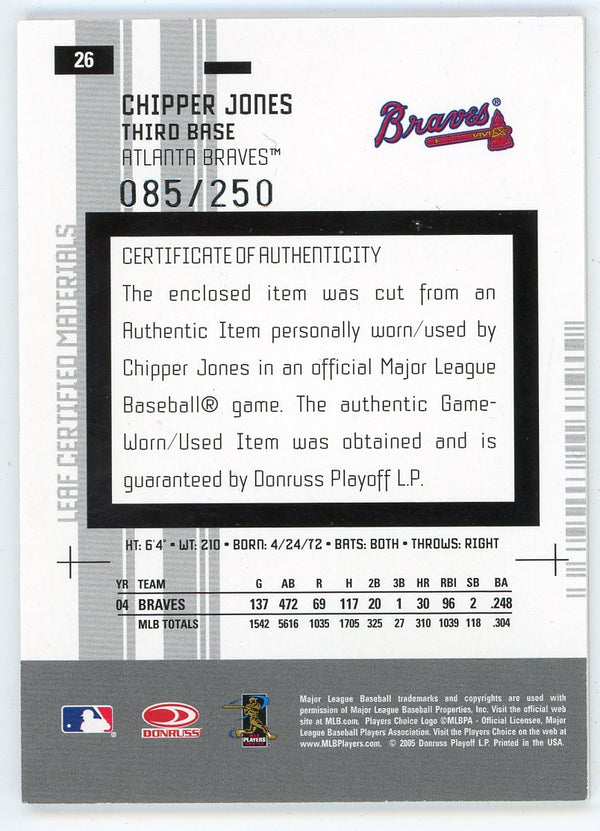 26
CHIPPER JONES
THIRD BASE
ATLANTA BRAVES™
Braves®
085/250
LEAF CERTIFIED MATERIALS
CERTIFICATE OF AUTHENTICITY
The enclosed item was cut from an
Authentic Item personally worn/used by
Chipper Jones in an official Major League
Baseball® game. The authentic Game-
Worn/Used Item was obtained and is
guaranteed by Donruss Playoff L.P.
HT: 6'4" • WT: 210 • BORN: 4/24/72 • BATS: BOTH • THROWS: RIGHT
YR TEAM G AB R H 2B 3B HR RBI SB BA
04 BRAVES 137 472 69 117 20 1 30 96 2 .248
MLB TOTALS 1542 5616 1035 1705 325 27 310 1039 118 .304
DONRUSS®
PLAYERS
CHOICE
Major League Baseball trademarks and copyrights are used with
permission of Major League Baseball Properties, Inc. Visit the official web
site at MLB.com. Players Choice Logo ©MLBPA - Official Licensee, Major
League Baseball Players Association. Visit the Players Choice on the web at
www.MLBPlayers.com. © 2005 Donruss Playoff L.P. Printed in the USA.